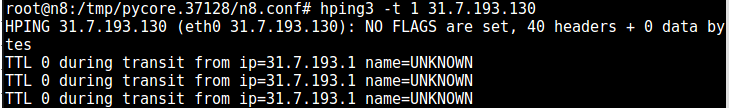 root@n8:/tmp/pycore.37128/n8.conf# hping3 -t 1 31.7.193.130
HPING 31.7.193.130 (eth0 31.7.193.130): NO FLAGS are set, 40 headers + 0 data by
tes
TTL 0 during transit from ip=31.7.193.1 name=UNKNOWN
TTL 0 during transit from ip=31.7.193.1 name=UNKNOWN
TTL 0 during transit from ip=31.7.193.1 name=UNKNOWN